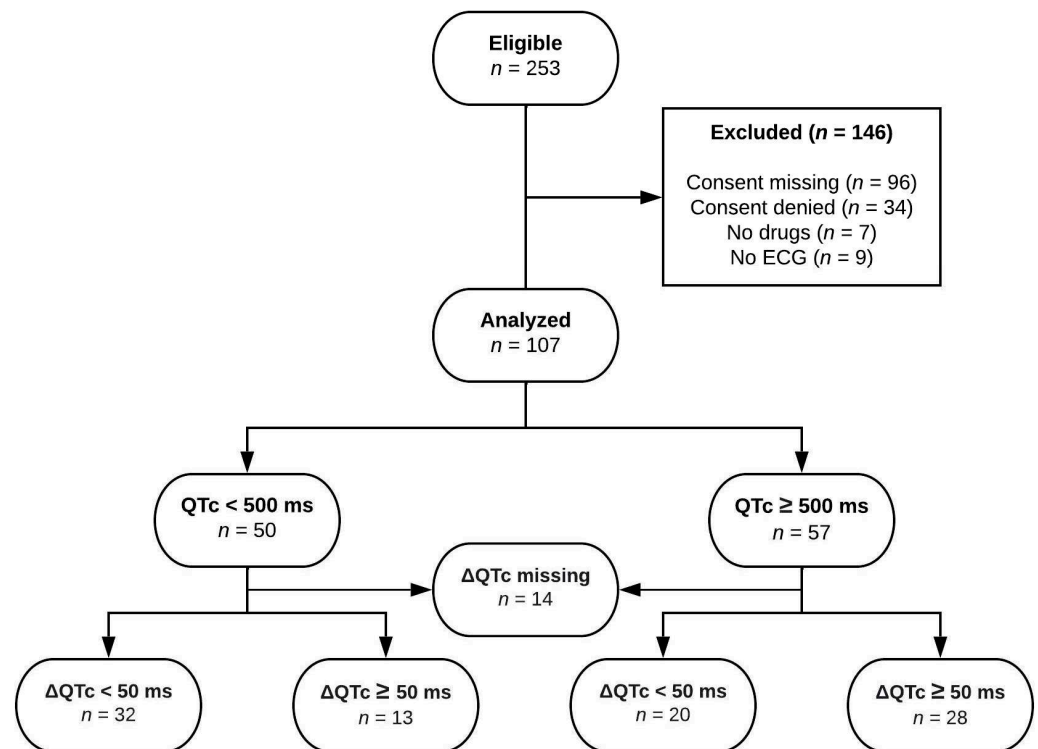 Eligible
n = 253
Excluded (n = 146)
Consent missing (n = 96)
Consent denied (n = 34)
No drugs (n = 7)
No ECG (n = 9)
Analyzed
n = 107
QTc < 500 ms
n = 50
QTc ≥ 500 ms
n = 57
ΔQTc missing
n = 14
ΔQTc < 50 ms
n = 32
ΔQTc ≥ 50 ms
n = 13
ΔQTc < 50 ms
n = 20
ΔQTc ≥ 50 ms
n = 28